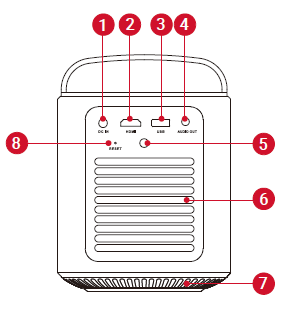 1 2 3 4
DC IN HDMI USB AUDIO OUT
8 RESET 5
6
7